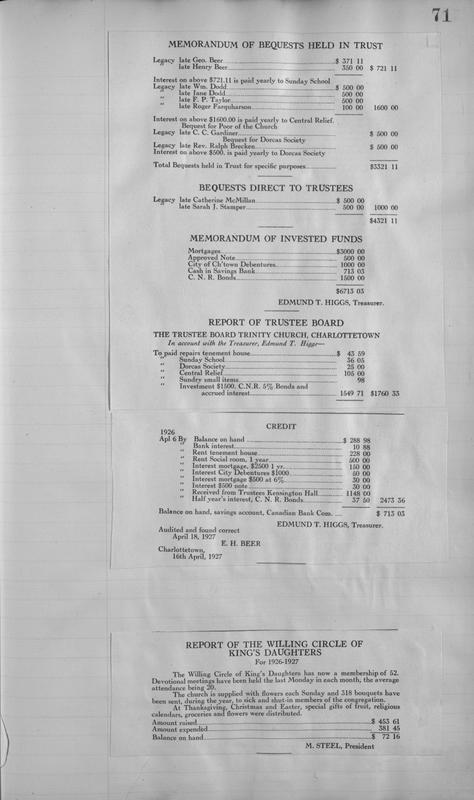 71
MEMORANDUM OF BEQUESTS HELD IN TRUST
Legacy late Geo. Beer $ 371 11
" late Henry Beer 350 00 $ 721 11
Interest on above $721.11 is paid yearly to Sunday School
Legacy late Wm. Dodd $ 500 00
" late Jane Dodd 500 00
" late F. P. Taylor 500 00
" late Roger Farquharson 100 00 1600 00
Interest on above $1600.00 is paid yearly to Central Relief.
Bequest for Poor of the Church
Legacy late C. C. Gardiner $ 500 00
Bequest for Dorcas Society
Legacy late Rev. Ralph Brecken $ 500 00
Interest on above $500. is paid yearly to Dorcas Society
Total Bequests held in Trust for specific purposes $3321 11
BEQUESTS DIRECT TO TRUSTEES
Legacy late Catherine McMillan $ 500 00
late Sarah J. Stamper 500 00 1000 00
$4321 11
MEMORANDUM OF INVESTED FUNDS
Mortgages $3000 00
Approved Note 500 00
City of Ch'town Debentures 1000 00
Cash in Savings Bank 713 03
C. N. R. Bonds 1500 00
$6713 03
EDMUND T. HIGGS, Treasurer.
REPORT OF TRUSTEE BOARD
THE TRUSTEE BOARD TRINITY CHURCH, CHARLOTTETOWN
In account with the Treasurer, Edmund T. Higgs—
To paid repairs tenement house $ 43 59
" Sunday School 36 05
" Dorcas Society 25 00
" Central Relief 105 00
" Sundry small items 98
" Investment $1500, C.N.R. 5% Bonds and
accrued interest 1549 71 $1760 33
CREDIT
1926
Apl 6 By Balance on hand $ 288 98
" Bank interest 10 88
" Rent tenement house 228 00
" Rent Social room, 1 year 500 00
" Interest mortgage, $2500 1 yr. 150 00
" Interest City Debentures $1000 50 00
" Interest mortgage $500 at 6% 30 00
" Interest $500 note 30 00
" Received from Trustees Kensington Hall 1148 00
" Half year's interest, C. N. R. Bonds 37 50 2473 36
Balance on hand, savings account, Canadian Bank Com. $ 713 03
EDMUND T. HIGGS, Treasurer.
Audited and found correct
April 18, 1927
E. H. BEER
Charlottetown,
16th April, 1927
REPORT OF THE WILLING CIRCLE OF
KING'S DAUGHTERS
For 1926-1927
The Willing Circle of King's Daughters has now a membership of 52.
Devotional meetings have been held the last Monday in each month, the average
attendance being 20.
The church is supplied with flowers each Sunday and 318 bouquets have
been sent, during the year, to sick and shut-in members of the congregation.
At Thanksgiving, Christmas and Easter, special gifts of fruit, religious
calendars, groceries and flowers were distributed.
Amount raised $ 453 61
Amount expended 381 45
Balance on hand $ 72 16
M. STEEL, President